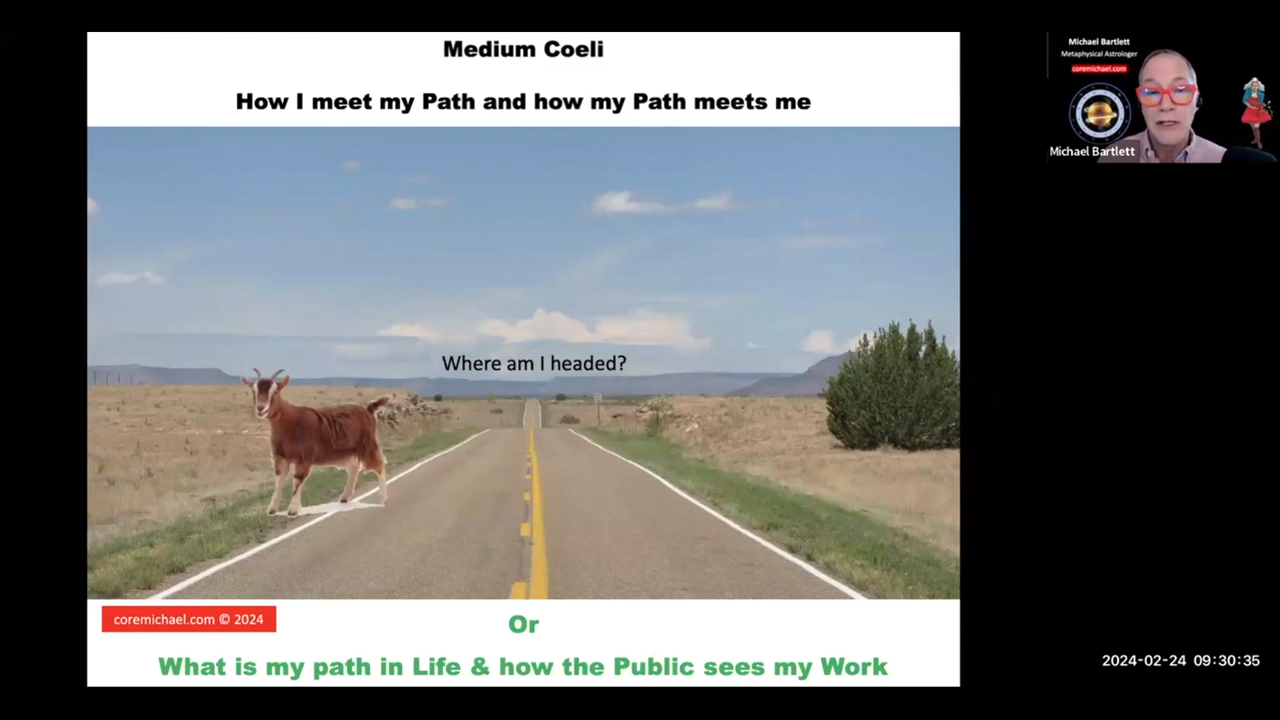 Medium Coeli
How I meet my Path and how my Path meets me
Where am I headed?
coremichael.com © 2024
Or
What is my path in Life & how the Public sees my Work
Michael Bartlett
Metaphysical Astrologer
coremichael.com
Michael Bartlett
2024-02-24 09:30:35